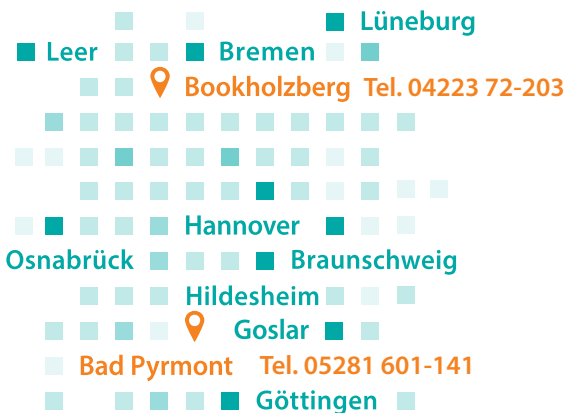 Lüneburg
Leer Bremen
Bookholzberg Tel. 04223 72-203
Hannover
Osnabrück Braunschweig
Hildesheim
Goslar
Bad Pyrmont Tel. 05281 601-141
Göttingen